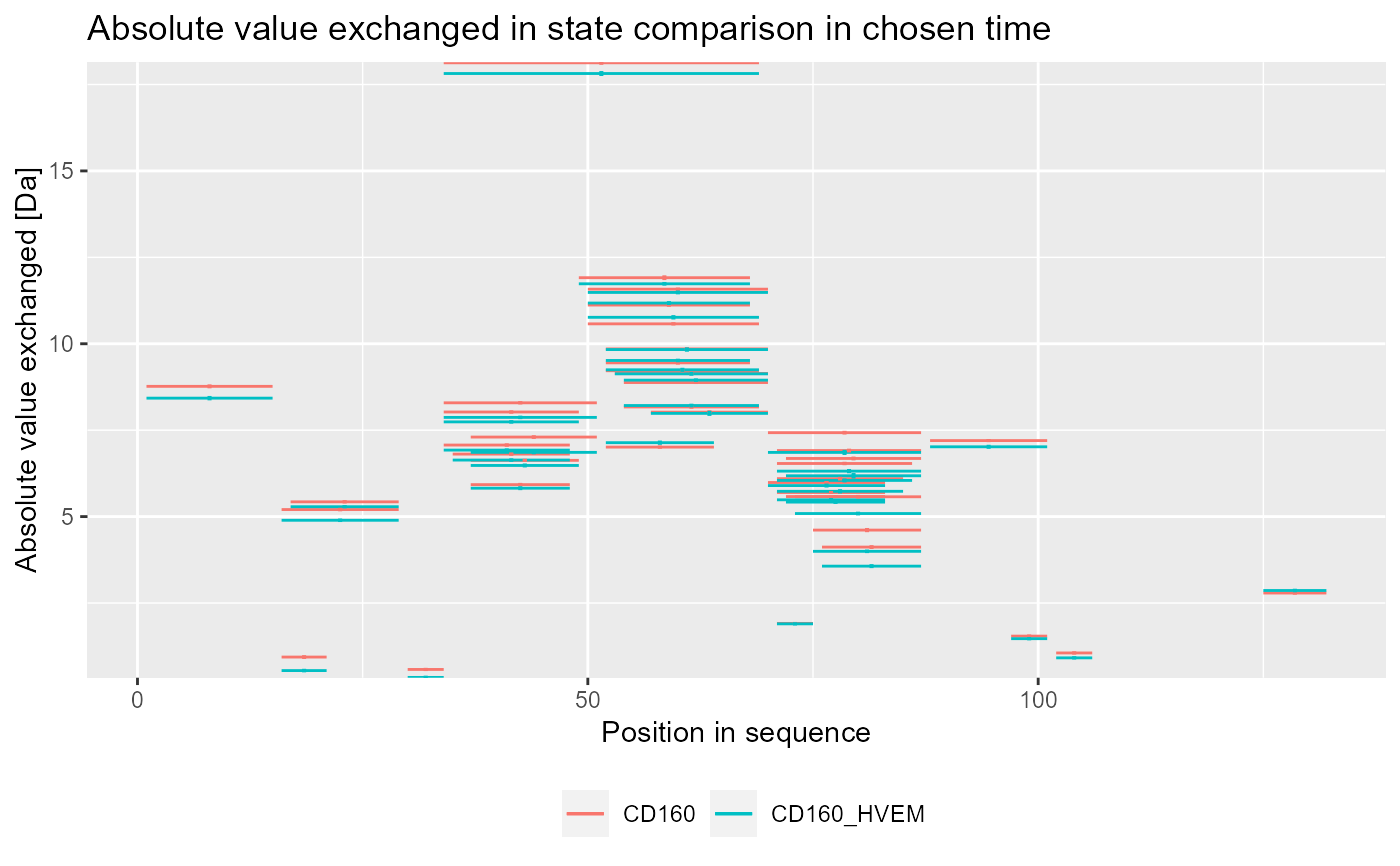 Absolute value exchanged in state comparison in chosen time
Absolute value exchanged [Da]
15
10
5
0
50
100
Position in sequence
CD160
CD160_HVEM